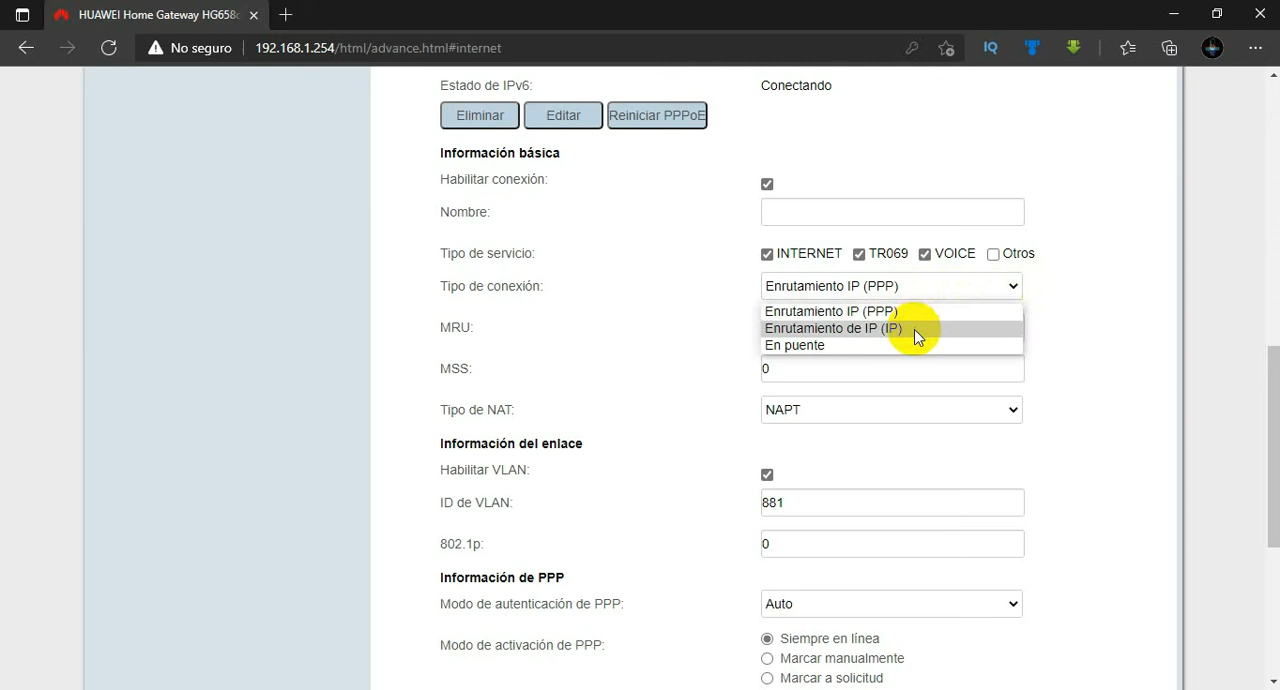 HUAWEI Home Gateway HG658c
No seguro
192.168.1.254/html/advance.html#internet
IQ
Estado de IPv6:
Conectando
Eliminar
Editar
Reiniciar PPPoE
Información básica
Habilitar conexión:
Nombre:
Tipo de servicio:
INTERNET TR069 VOICE Otros
Tipo de conexión:
Enrutamiento IP (PPP)
Enrutamiento IP (PPP)
Enrutamiento de IP (IP)
En puente
MRU:
MSS:
0
Tipo de NAT:
NAPT
Información del enlace
Habilitar VLAN:
ID de VLAN:
881
802.1p:
0
Información de PPP
Modo de autenticación de PPP:
Auto
Modo de activación de PPP:
Siempre en línea
Marcar manualmente
Marcar a solicitud